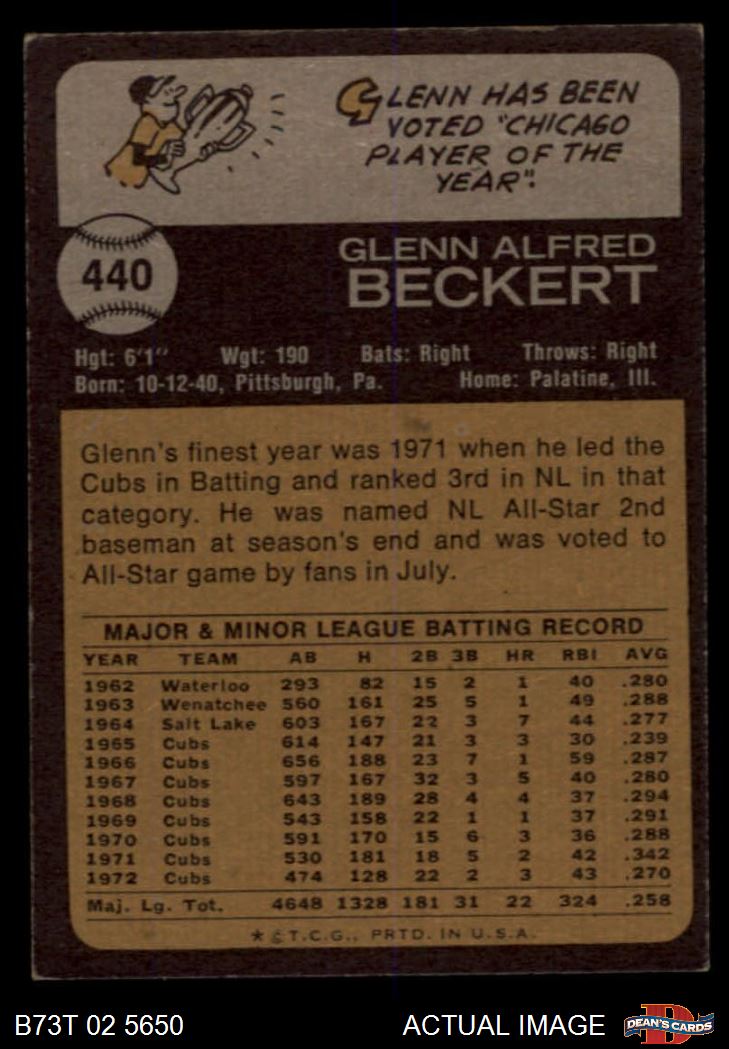 GLENN HAS BEEN
VOTED "CHICAGO
PLAYER OF THE
YEAR".
440
GLENN ALFRED
BECKERT
Hgt: 6'1" Wgt: 190 Bats: Right Throws: Right
Born: 10-12-40, Pittsburgh, Pa. Home: Palatine, Ill.
Glenn's finest year was 1971 when he led the
Cubs in Batting and ranked 3rd in NL in that
category. He was named NL All-Star 2nd
baseman at season's end and was voted to
All-Star game by fans in July.
MAJOR & MINOR LEAGUE BATTING RECORD
YEAR TEAM AB H 2B 3B HR RBI AVG
1962 Waterloo 293 82 15 2 1 40 .280
1963 Wenatchee 560 161 25 5 1 49 .288
1964 Salt Lake 603 167 22 3 7 44 .277
1965 Cubs 614 147 21 3 3 30 .239
1966 Cubs 656 188 23 7 1 59 .287
1967 Cubs 597 167 32 3 5 40 .280
1968 Cubs 643 189 28 4 4 37 .294
1969 Cubs 543 158 22 1 1 37 .291
1970 Cubs 591 170 15 6 3 36 .288
1971 Cubs 530 181 18 5 2 42 .342
1972 Cubs 474 128 22 2 3 43 .270
Maj. Lg. Tot. 4648 1328 181 31 22 324 .258
* © T.C.G., PRTD. IN U.S.A.
B73T 02 5650 ACTUAL IMAGE
D
DEAN'S CARDS